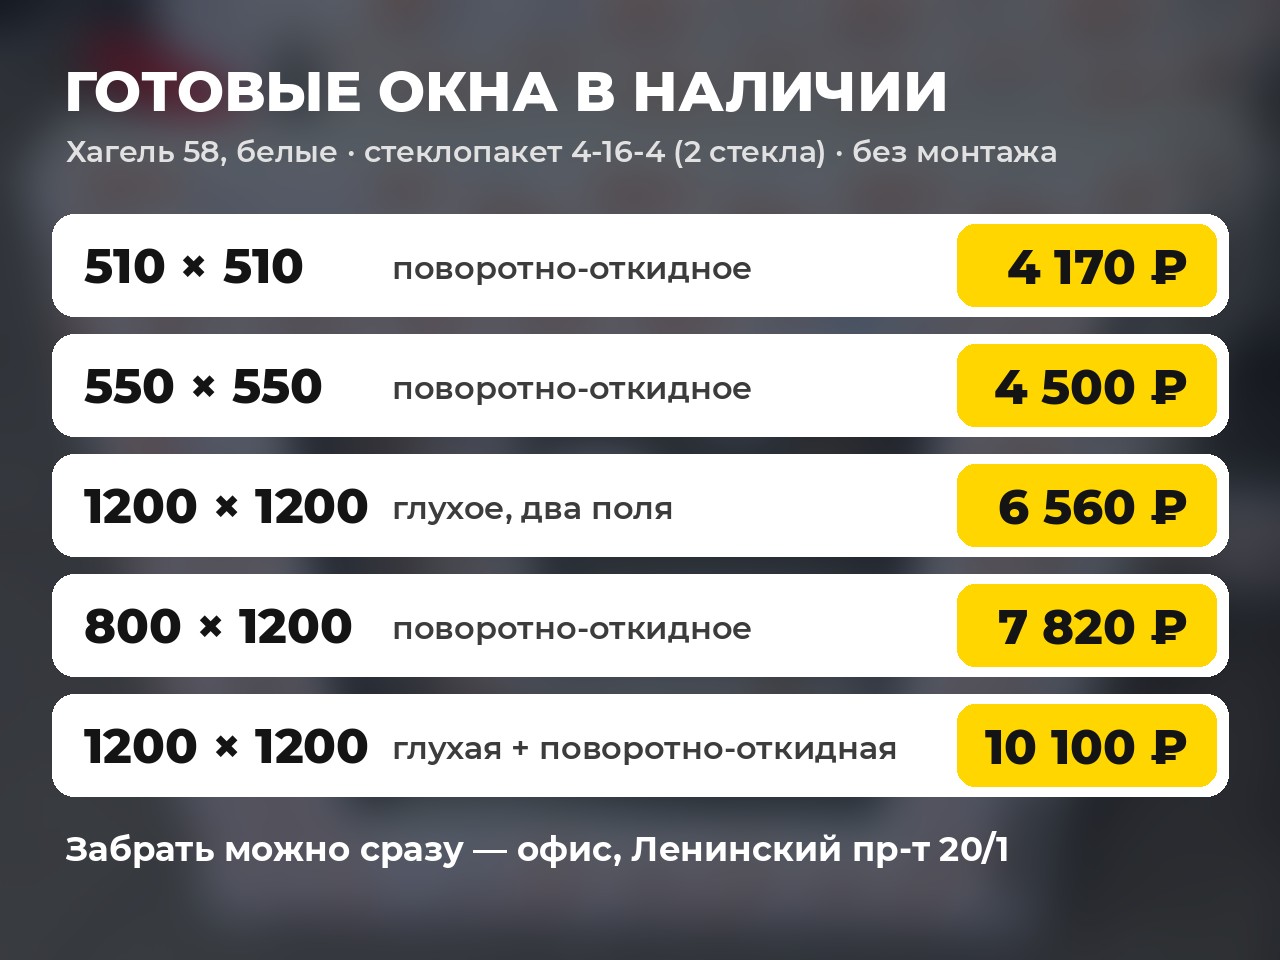 ГОТОВЫЕ ОКНА В НАЛИЧИИ
Хагель 58, белые · стеклопакет 4-16-4 (2 стекла) · без монтажа
510 × 510 поворотно-откидное 4 170 ₽
550 × 550 поворотно-откидное 4 500 ₽
1200 × 1200 глухое, два поля 6 560 ₽
800 × 1200 поворотно-откидное 7 820 ₽
1200 × 1200 глухая + поворотно-откидная 10 100 ₽
Забрать можно сразу — офис, Ленинский пр-т 20/1